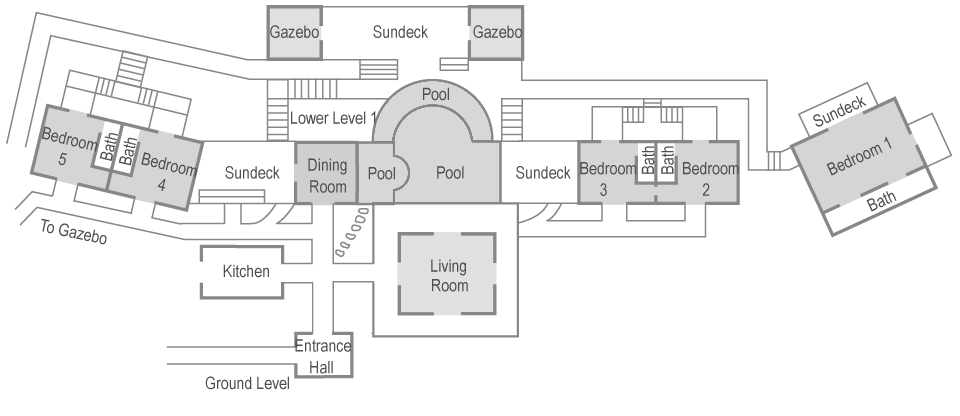 Gazebo
Sundeck
Gazebo
Pool
Lower Level 1
Sundeck
Bedroom
5
Bath
Bath
Bedroom
4
Sundeck
Dining
Room
Pool
Pool
Sundeck
Bedroom
3
Bath
Bath
Bedroom
2
Bedroom 1
Bath
To Gazebo
Kitchen
Living
Room
Entrance
Hall
Ground Level